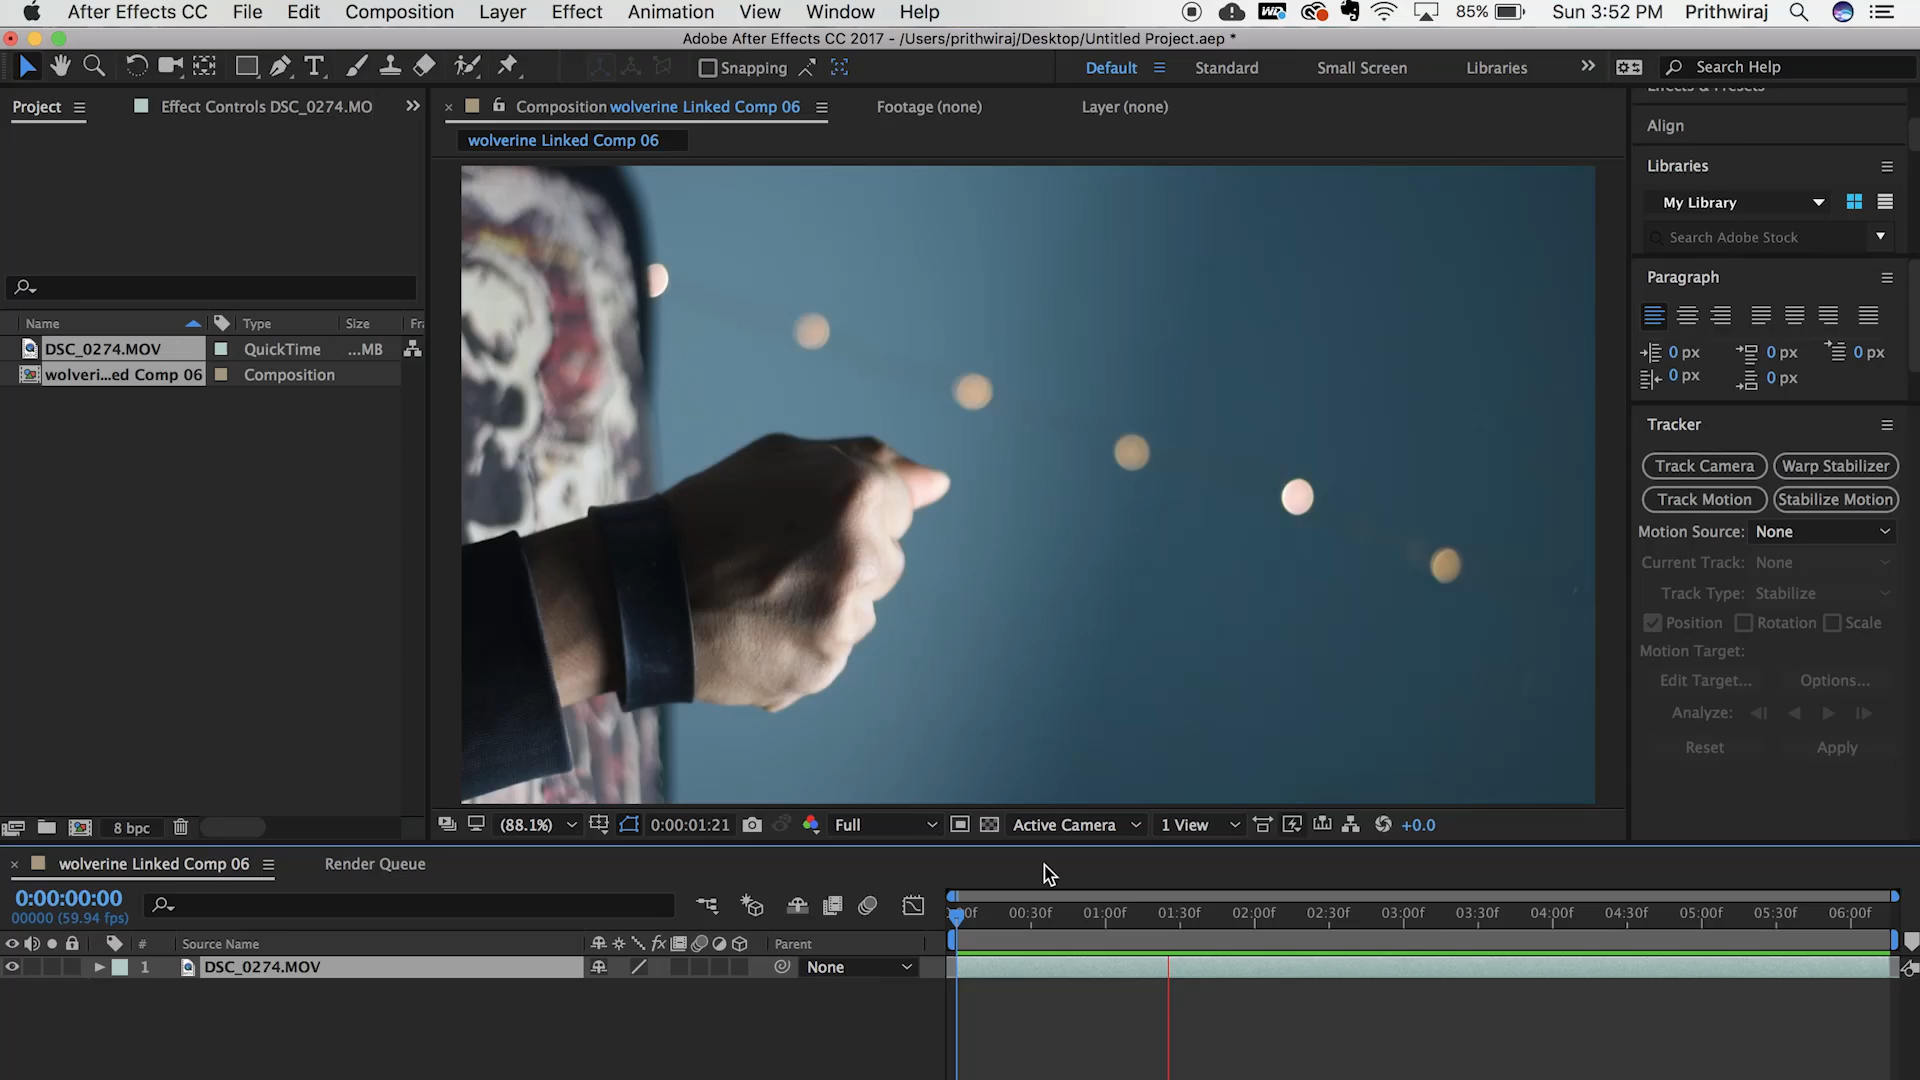 After Effects CC File Edit Composition Layer Effect Animation View Window Help 85% Sun 3:52 PM Prithwiraj
Adobe After Effects CC 2017 - /Users/prithwiraj/Desktop/Untitled Project.aep *
Snapping Default Standard Small Screen Libraries Search Help
Project Effect Controls DSC_0274.MO Composition wolverine Linked Comp 06 Footage (none) Layer (none)
wolverine Linked Comp 06
Name Type Size Fr
DSC_0274.MOV QuickTime ...MB
wolveri...ed Comp 06 Composition
Effects & Presets
Align
Libraries
My Library
Search Adobe Stock
Paragraph
0 px 0 px 0 px
0 px 0 px
Tracker
Track Camera Warp Stabilizer
Track Motion Stabilize Motion
Motion Source: None
Current Track: None
Track Type: Stabilize
Position Rotation Scale
Motion Target:
Edit Target... Options...
Analyze:
Reset Apply
8 bpc (88.1%) 0:00:01:21 Full Active Camera 1 View +0.0
wolverine Linked Comp 06 Render Queue
0:00:00:00
00000 (59.94 fps)
00:30f 01:00f 01:30f 02:00f 02:30f 03:00f 03:30f 04:00f 04:30f 05:00f 05:30f 06:00f
# Source Name fx Parent
1 DSC_0274.MOV None